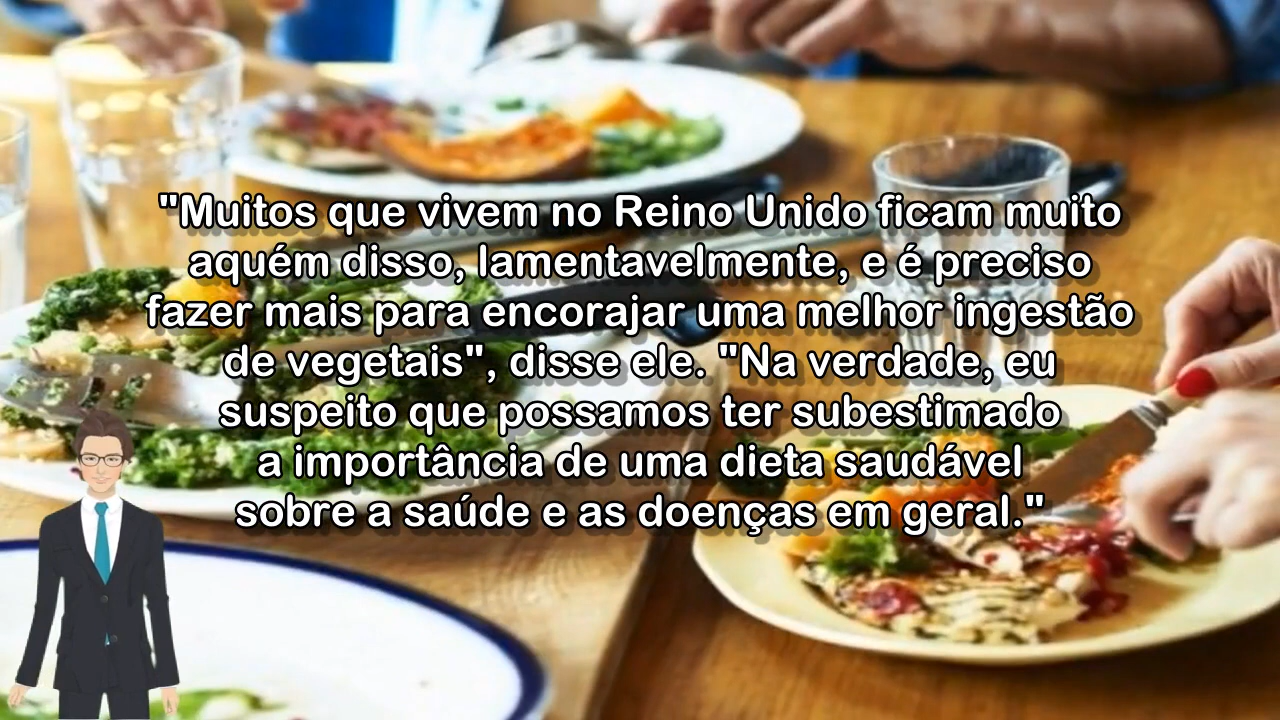 "Muitos que vivem no Reino Unido ficam muito
aquém disso, lamentavelmente, e é preciso
fazer mais para encorajar uma melhor ingestão
de vegetais", disse ele. "Na verdade, eu
suspeito que possamos ter subestimado
a importância de uma dieta saudável
sobre a saúde e as doenças em geral."